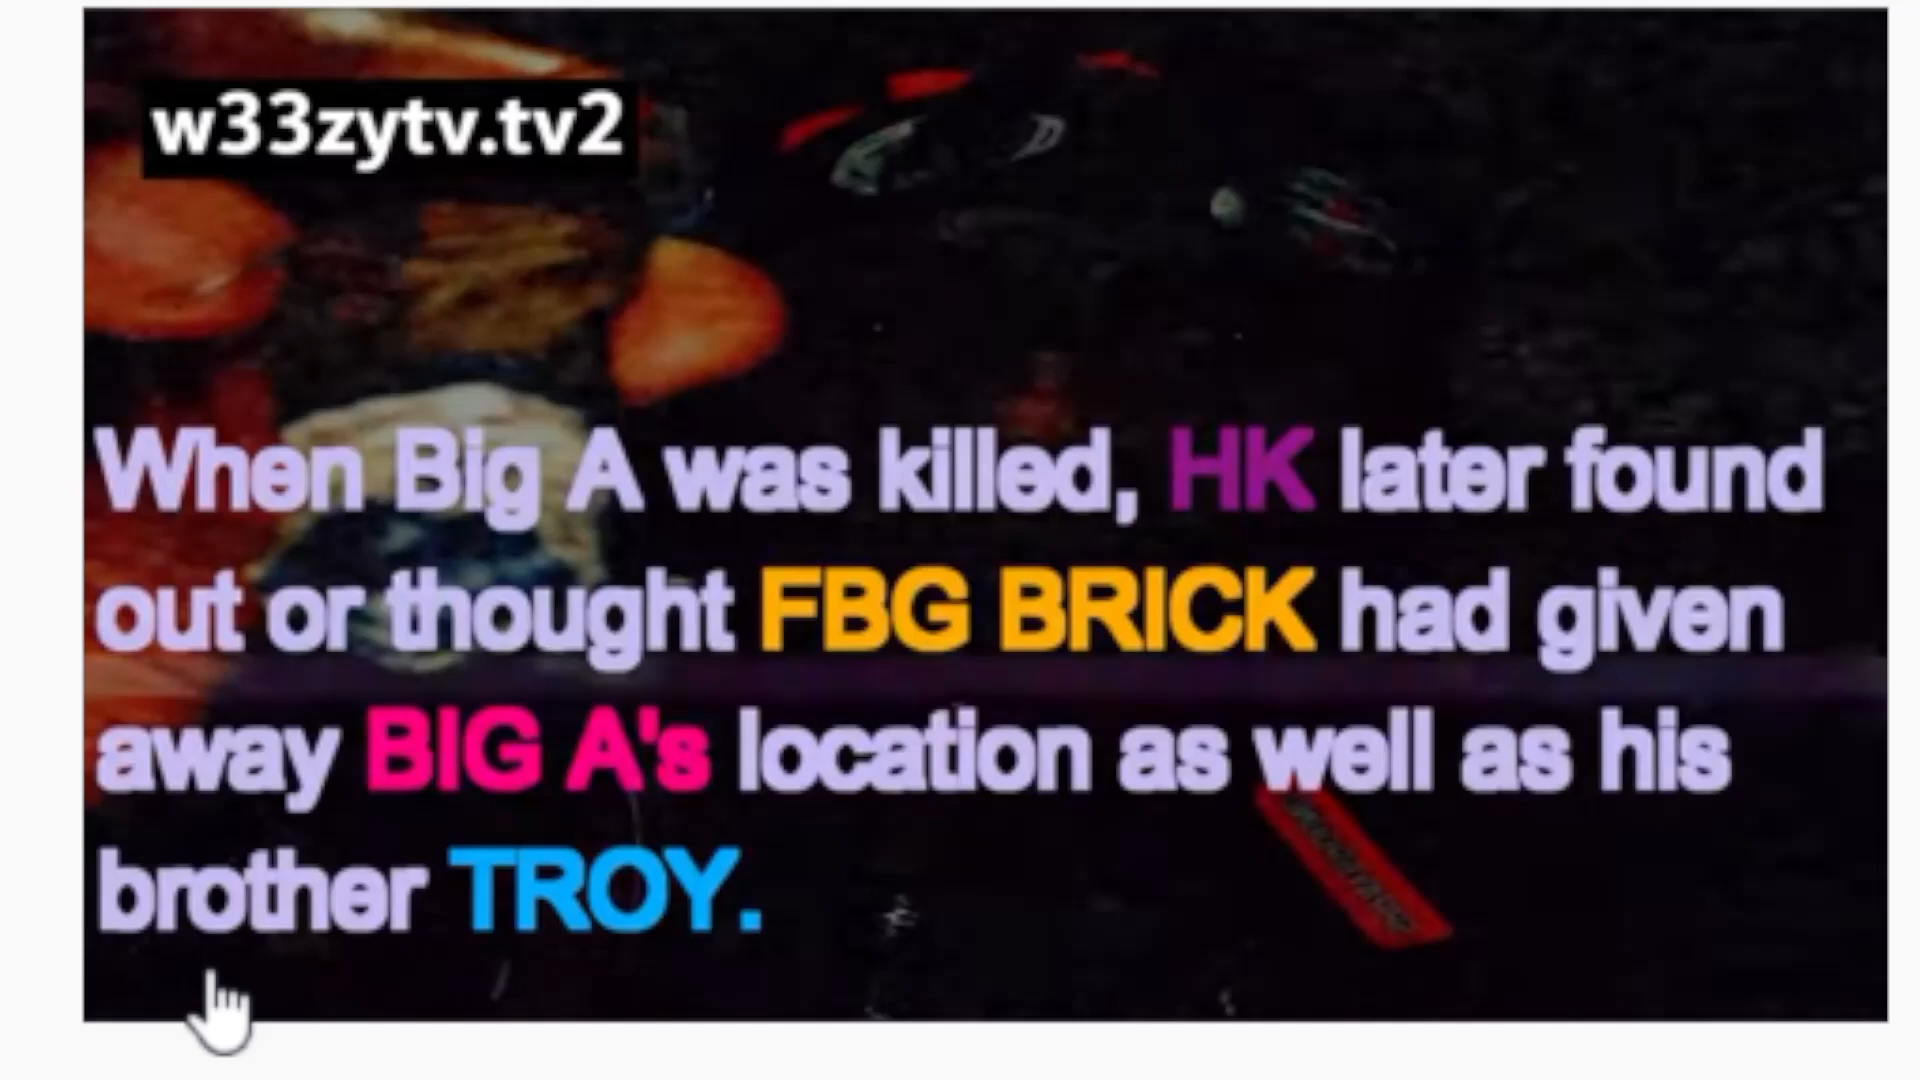 w33zytv.tv2
When Big A was killed, HK later found
out or thought FBG BRICK had given
away BIG A's location as well as his
brother TROY.